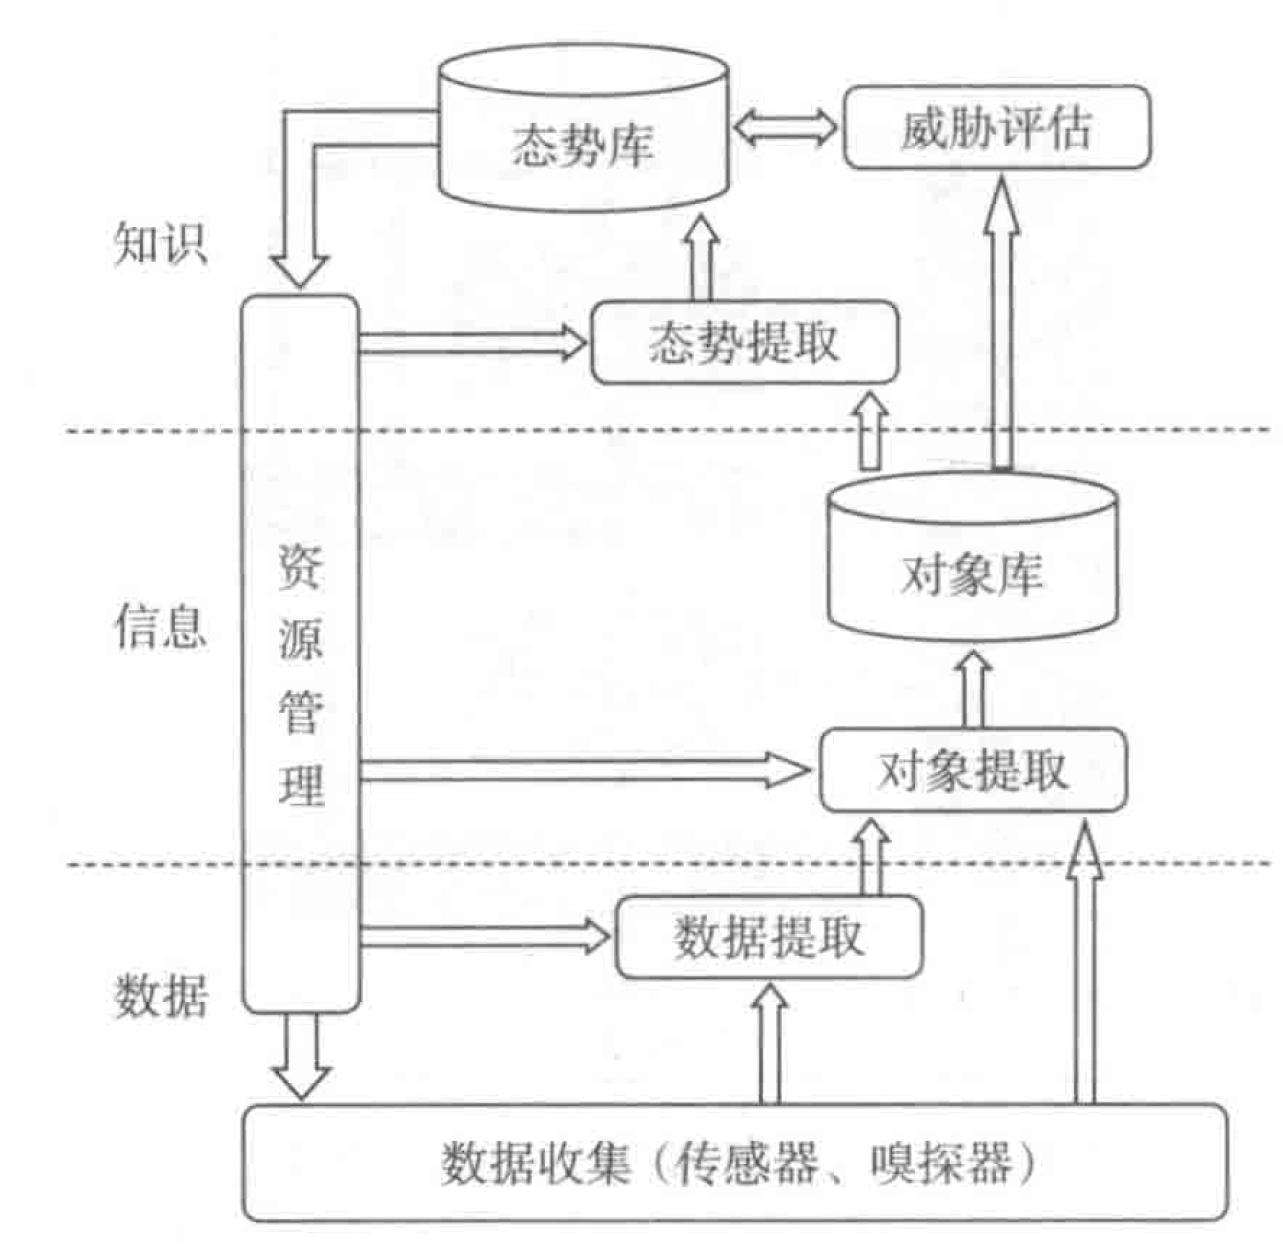 态势库
威胁评估
知识
态势提取
对象库
信息
资源管理
对象提取
数据提取
数据
数据收集（传感器、嗅探器）